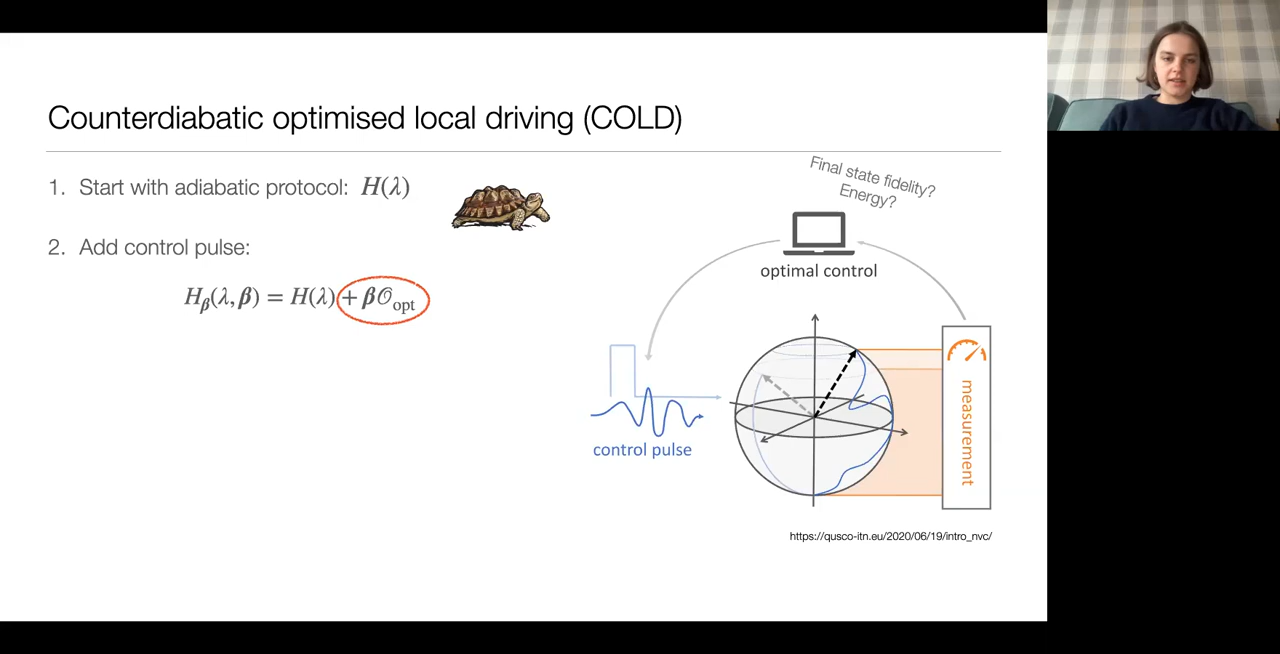 Counterdiabatic optimised local driving (COLD)
1. Start with adiabatic protocol: H(λ)
2. Add control pulse:
H_β(λ, β) = H(λ) + β𝒪_opt
Final state fidelity?
Energy?
optimal control
control pulse
measurement
https://qusco-itn.eu/2020/06/19/intro_nvc/